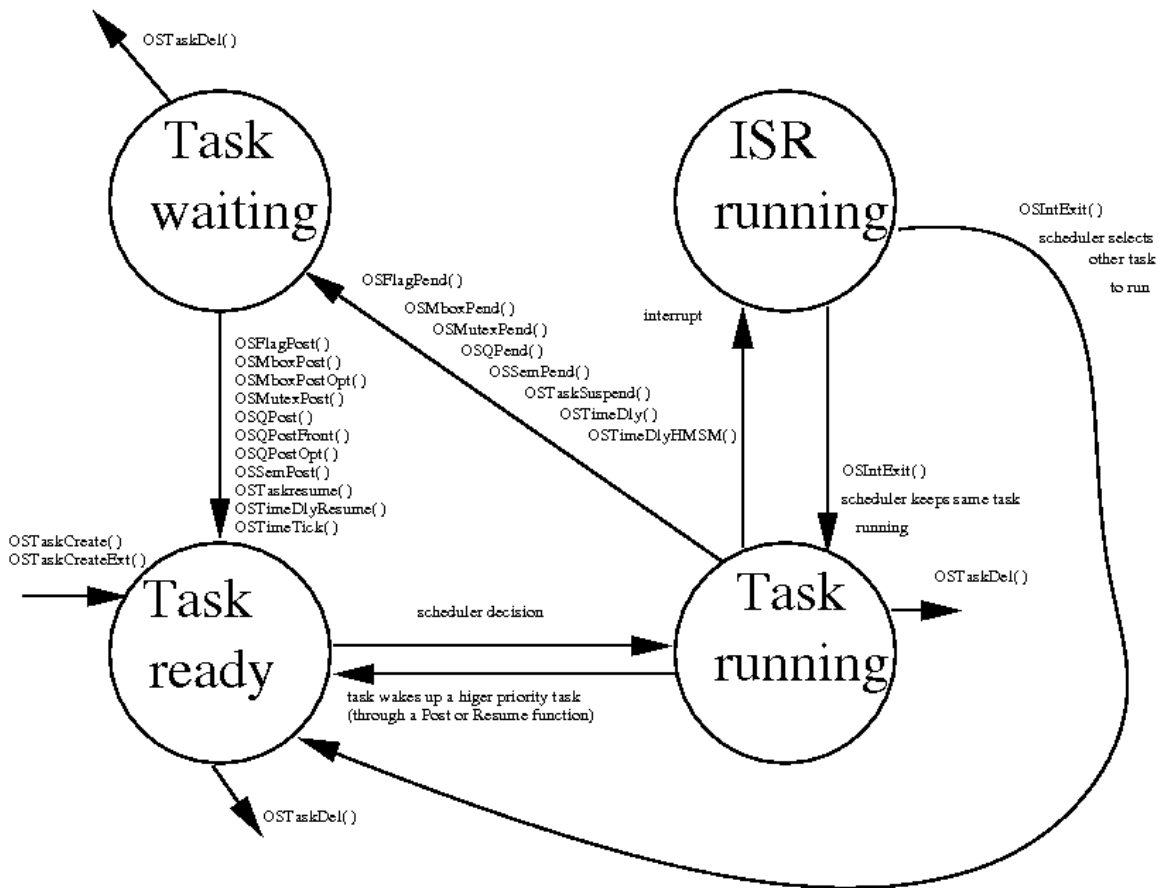 OSTaskDel( )
Task
waiting
ISR
running
OSIntExit( )
scheduler selects
other task
to run
OSFlagPend( )
OSMboxPend( )
OSMutexPend( )
OSQPend( )
OSSemPend( )
OSTaskSuspend( )
OSTimeDly( )
OSTimeDlyHMSM( )
interrupt
OSFlagPost( )
OSMboxPost( )
OSMboxPostOpt( )
OSMutexPost( )
OSQPost( )
OSQPostFront( )
OSQPostOpt( )
OSSemPost( )
OSTaskresume( )
OSTimeDlyResume( )
OSTimeTick( )
OSIntExit( )
scheduler keeps same task
running
OSTaskCreate( )
OSTaskCreateExt( )
Task
ready
scheduler decision
task wakes up a higer priority task
(through a Post or Resume function)
Task
running
OSTaskDel( )
OSTaskDel( )